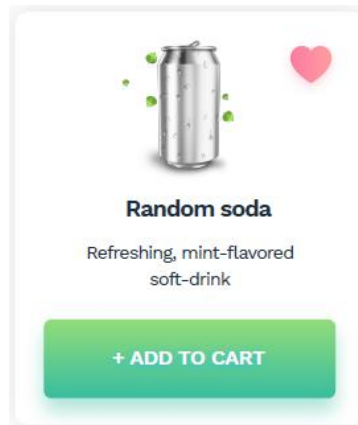 Random soda
Refreshing, mint-flavored
soft-drink
+ ADD TO CART